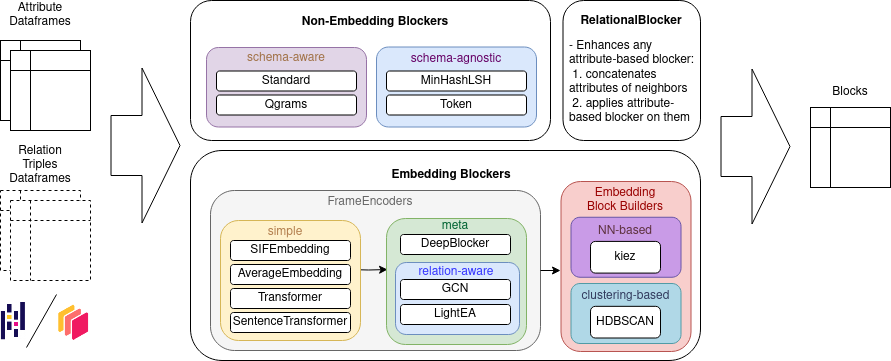 Attribute
Dataframes
Relation
Triples
Dataframes
Non-Embedding Blockers
schema-aware
Standard
Qgrams
schema-agnostic
MinHashLSH
Token
RelationalBlocker
- Enhances any
attribute-based blocker:
1. concatenates
attributes of neighbors
2. applies attribute-
based blocker on them
Embedding Blockers
FrameEncoders
simple
SIFEmbedding
AverageEmbedding
Transformer
SentenceTransformer
meta
DeepBlocker
relation-aware
GCN
LightEA
Embedding
Block Builders
NN-based
kiez
clustering-based
HDBSCAN
Blocks